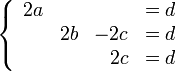 2a = d
2b - 2c = d
2c = d